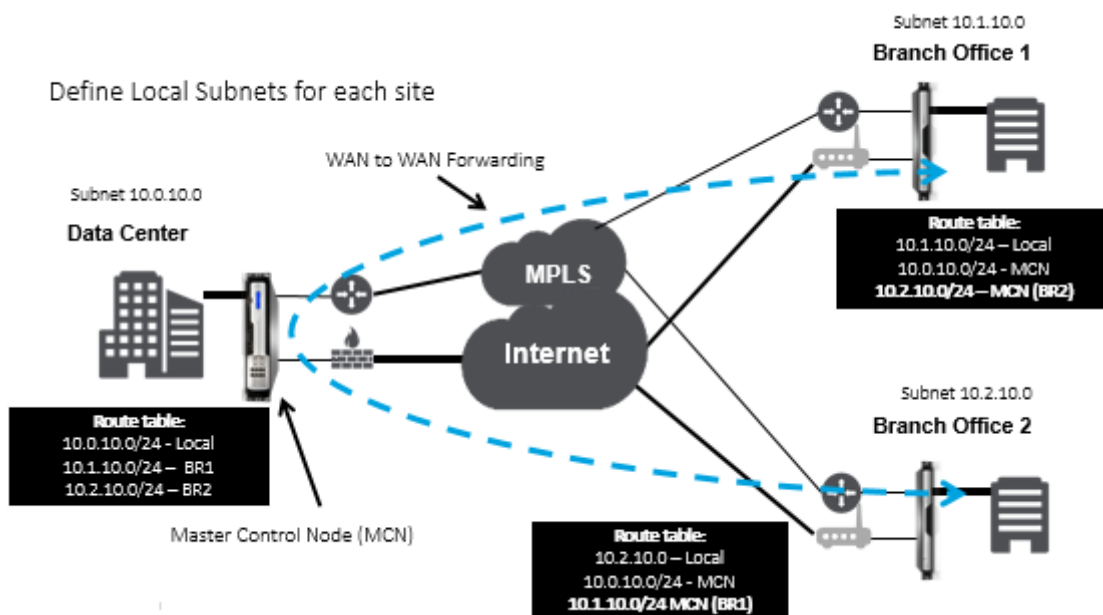 Subnet 10.1.10.0
Branch Office 1
Define Local Subnets for each site
WAN to WAN Forwarding
Subnet 10.0.10.0
Data Center
Route table:
10.1.10.0/24 – Local
10.0.10.0/24 - MCN
10.2.10.0/24 – MCN (BR2)
MPLS
Internet
Subnet 10.2.10.0
Branch Office 2
Route table:
10.0.10.0/24 - Local
10.1.10.0/24 – BR1
10.2.10.0/24 – BR2
Master Control Node (MCN)
Route table:
10.2.10.0 – Local
10.0.10.0/24 - MCN
10.1.10.0/24 MCN (BR1)